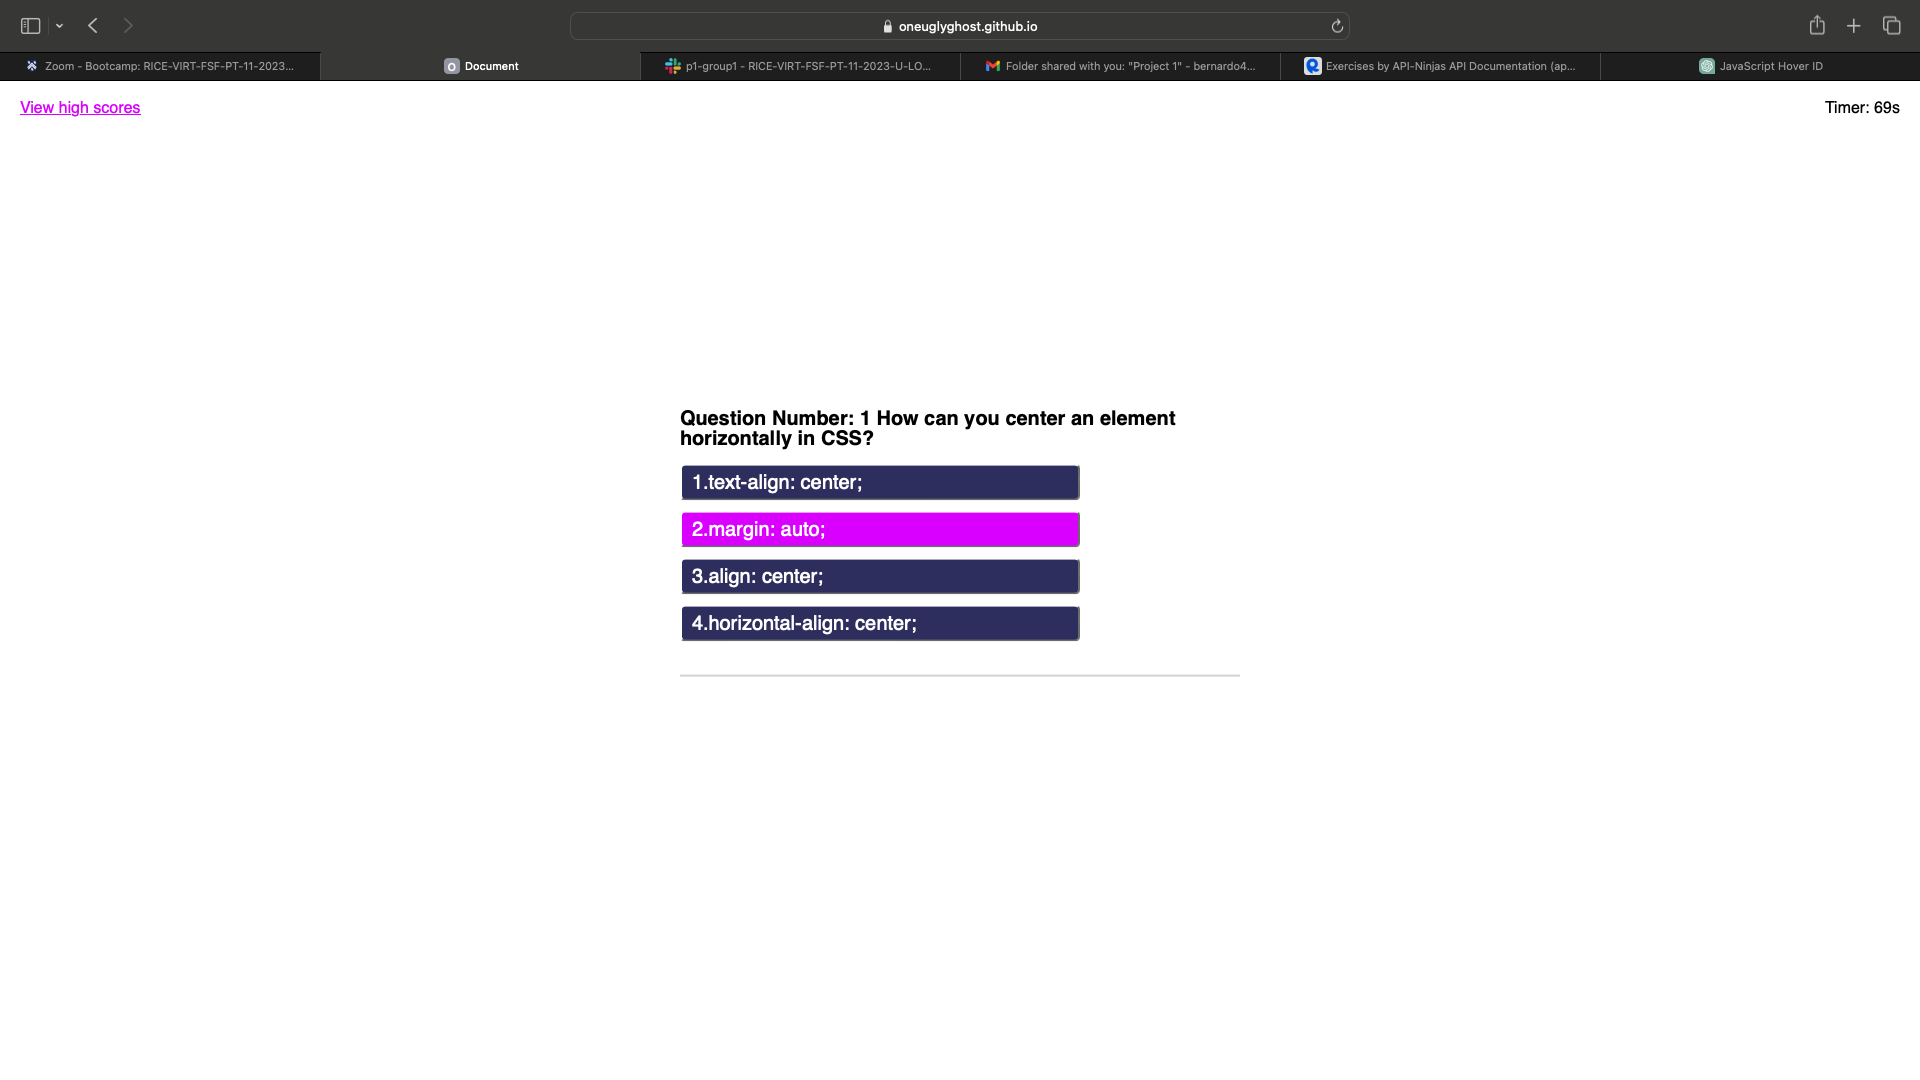 oneuglyghost.github.io
Zoom - Bootcamp: RICE-VIRT-FSF-PT-11-2023...
O Document
p1-group1 - RICE-VIRT-FSF-PT-11-2023-U-LO...
Folder shared with you: "Project 1" - bernardo4...
Exercises by API-Ninjas API Documentation (ap...
JavaScript Hover ID
View high scores
Timer: 69s
Question Number: 1 How can you center an element
horizontally in CSS?
1.text-align: center;
2.margin: auto;
3.align: center;
4.horizontal-align: center;